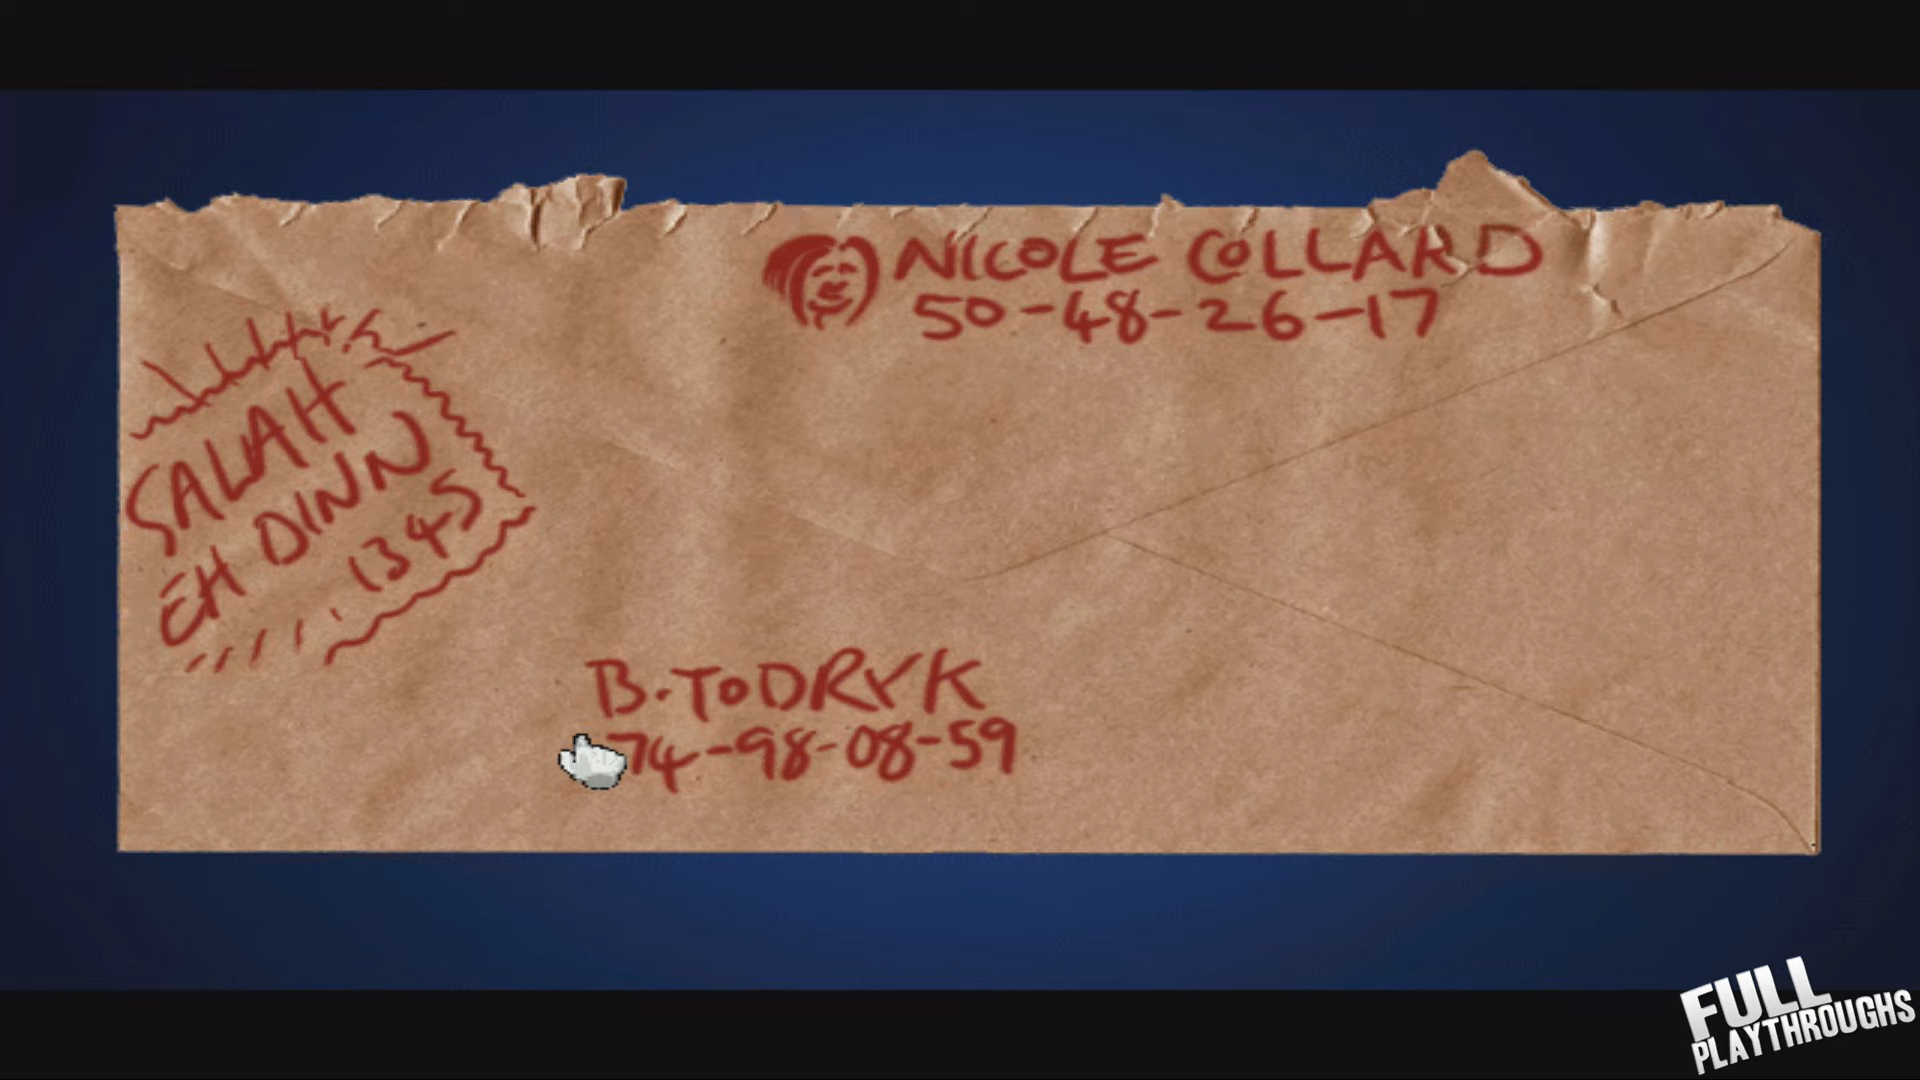 NICOLE COLLARD
50-48-26-17
SALAH
EH DINN
1345
B.TODRYK
74-98-08-59
FULL
PLAYTHROUGHS